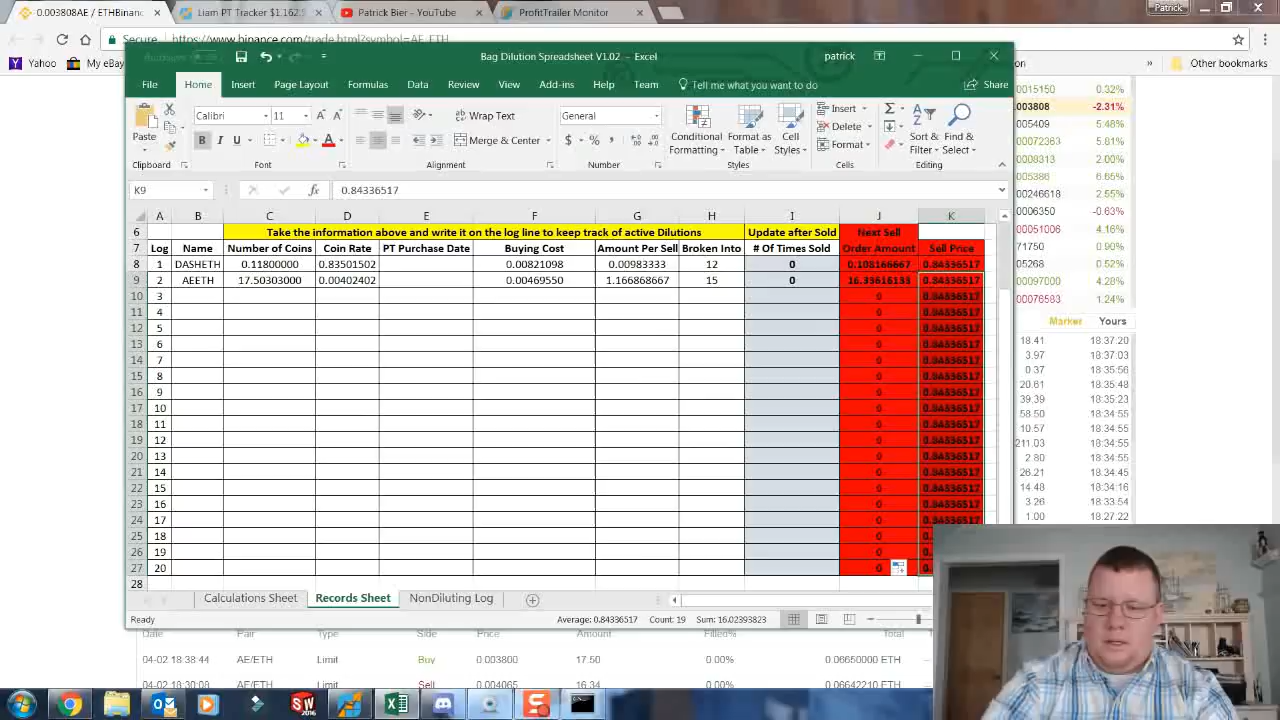 0.003808AE / ETHBinanc
Liam PT Tracker $1,162.9
Patrick Bier - YouTube
ProfitTrailer Monitor
Patrick
Secure https://www.binance.com/trade.html?symbol=AE_ETH
Yahoo
My eBay
Other bookmarks
Bag Dilution Spreadsheet V1.02 - Excel
patrick
File Home Insert Page Layout Formulas Data Review View Add-ins Help Team Tell me what you want to do Share
Paste
Calibri 11
B I U
Wrap Text
Merge & Center
General
$ % ,
Conditional Formatting
Format as Table
Cell Styles
Insert
Delete
Format
Sort & Filter
Find & Select
Clipboard Font Alignment Number Styles Cells Editing
K9 fx 0.84336517
A B C D E F G H I J K
6 Take the information above and write it on the log line to keep track of active Dilutions Update after Sold Next Sell
7 Log Name Number of Coins Coin Rate PT Purchase Date Buying Cost Amount Per Sell Broken Into # Of Times Sold Order Amount Sell Price
8 1 DASHETH 0.83501502 0.00821098 0.00983333 12 0 0.108166667 0.84336517
9 2 AEETH 17.50303000 0.00402402 0.00469550 1.166868667 15 0 16.33616133 0.84336517
10 3 0 0.84336517
11 4 0 0.84336517
12 5 0 0.84336517
13 6 0 0.84336517
14 7 0 0.84336517
15 8 0 0.84336517
16 9 0 0.84336517
17 10 0 0.84336517
18 11 0 0.84336517
19 12 0 0.84336517
20 13 0 0.84336517
21 14 0 0.84336517
22 15 0 0.84336517
23 16 0 0.84336517
24 17 0 0.84336517
25 18 0
26 19 0
27 20 0
28
Calculations Sheet Records Sheet NonDiluting Log
Ready Average: 0.84336517 Count: 19 Sum: 16.02393823
0015150 0.32%
003808 -2.31%
005409 5.48%
00072363 5.81%
0008313 2.00%
005386 6.65%
00246618 2.55%
0006350 -0.63%
0051006 4.16%
71750 0.90%
05268 0.52%
0097000 4.28%
0076583 1.24%
Marker Yours
18.41 18:37:20
3.97 18:37:03
0.37 18:35:56
20.61 18:35:48
39.39 18:35:23
58.50 18:34:55
10.57 18:34:55
211.03 18:34:55
2.80 18:34:55
26.21 18:34:45
14.48 18:34:16
3.26 18:33:54
1.00 18:27:22
Date Pair Type Side Price Amount Filled% Total
04-02 18:38:44 AE/ETH Limit Buy 0.003800 17.50 0.00% 0.06650000 ETH
04-02 18:30:08 AE/ETH Limit Sell 0.004065 16.34 0.00% 0.06642210 ETH
SW
2016